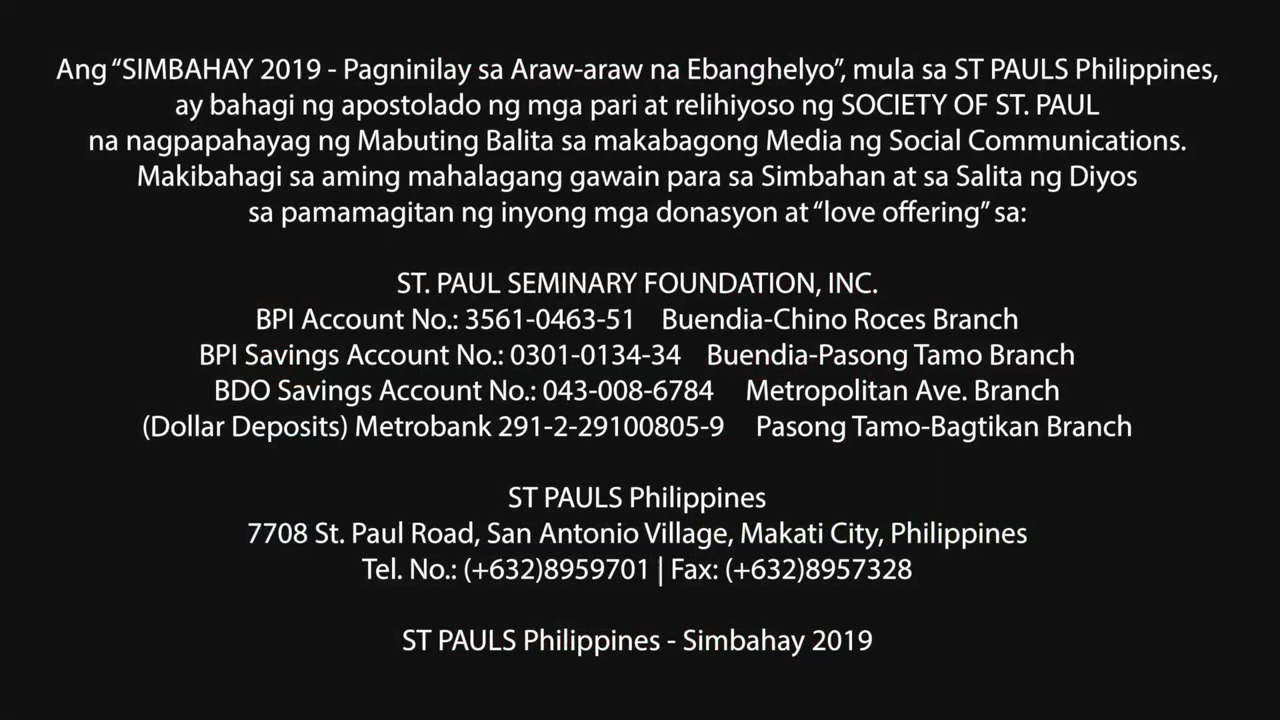 Ang “SIMBAHAY 2019 - Pagninilay sa Araw-araw na Ebanghelyo”, mula sa ST PAULS Philippines,
ay bahagi ng apostolado ng mga pari at relihiyoso ng SOCIETY OF ST. PAUL
na nagpapahayag ng Mabuting Balita sa makabagong Media ng Social Communications.
Makibahagi sa aming mahalagang gawain para sa Simbahan at sa Salita ng Diyos
sa pamamagitan ng inyong mga donasyon at “love offering” sa:
ST. PAUL SEMINARY FOUNDATION, INC.
BPI Account No.: 3561-0463-51 Buendia-Chino Roces Branch
BPI Savings Account No.: 0301-0134-34 Buendia-Pasong Tamo Branch
BDO Savings Account No.: 043-008-6784 Metropolitan Ave. Branch
(Dollar Deposits) Metrobank 291-2-29100805-9 Pasong Tamo-Bagtikan Branch
ST PAULS Philippines
7708 St. Paul Road, San Antonio Village, Makati City, Philippines
Tel. No.: (+632)8959701 | Fax: (+632)8957328
ST PAULS Philippines - Simbahay 2019